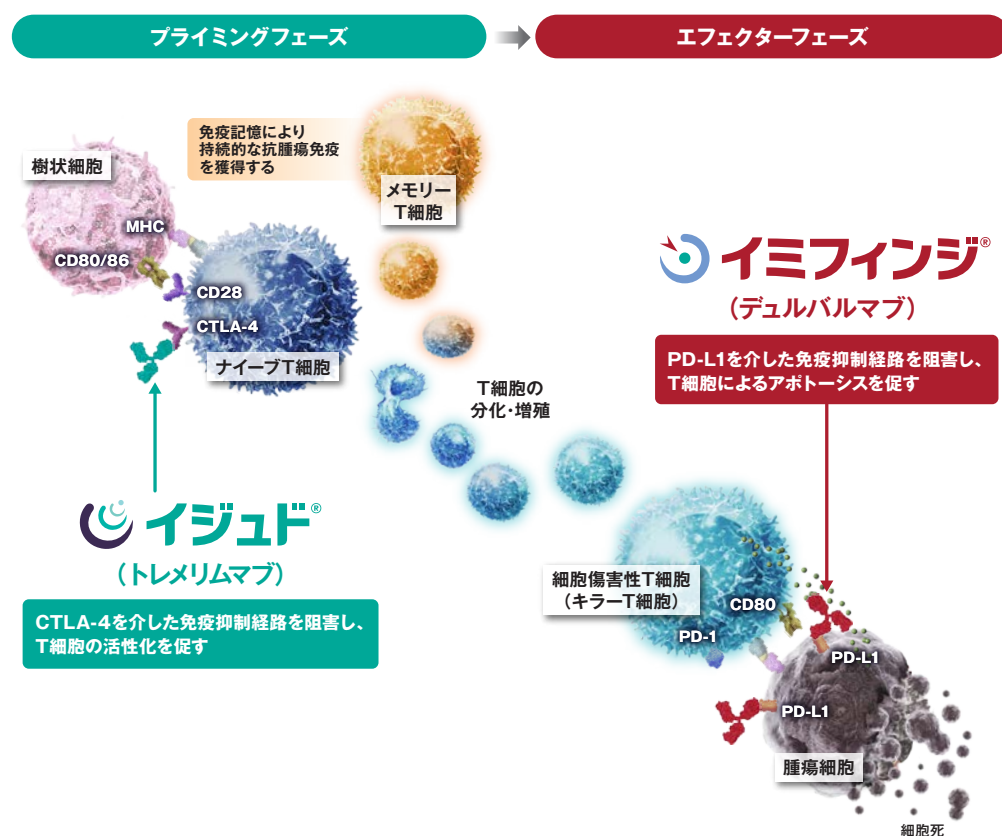 プライミングフェーズ
エフェクターフェーズ
免疫記憶により
持続的な抗腫瘍免疫
を獲得する
樹状細胞
メモリー
T細胞
MHC
CD80/86
CD28
CTLA-4
ナイーブT細胞
イミフィンジ®
（デュルバルマブ）
PD-L1を介した免疫抑制経路を阻害し、
T細胞によるアポトーシスを促す
T細胞の
分化・増殖
イジュド®
（トレメリムマブ）
CTLA-4を介した免疫抑制経路を阻害し、
T細胞の活性化を促す
細胞傷害性T細胞
（キラーT細胞）
CD80
PD-1
PD-L1
PD-L1
腫瘍細胞
細胞死